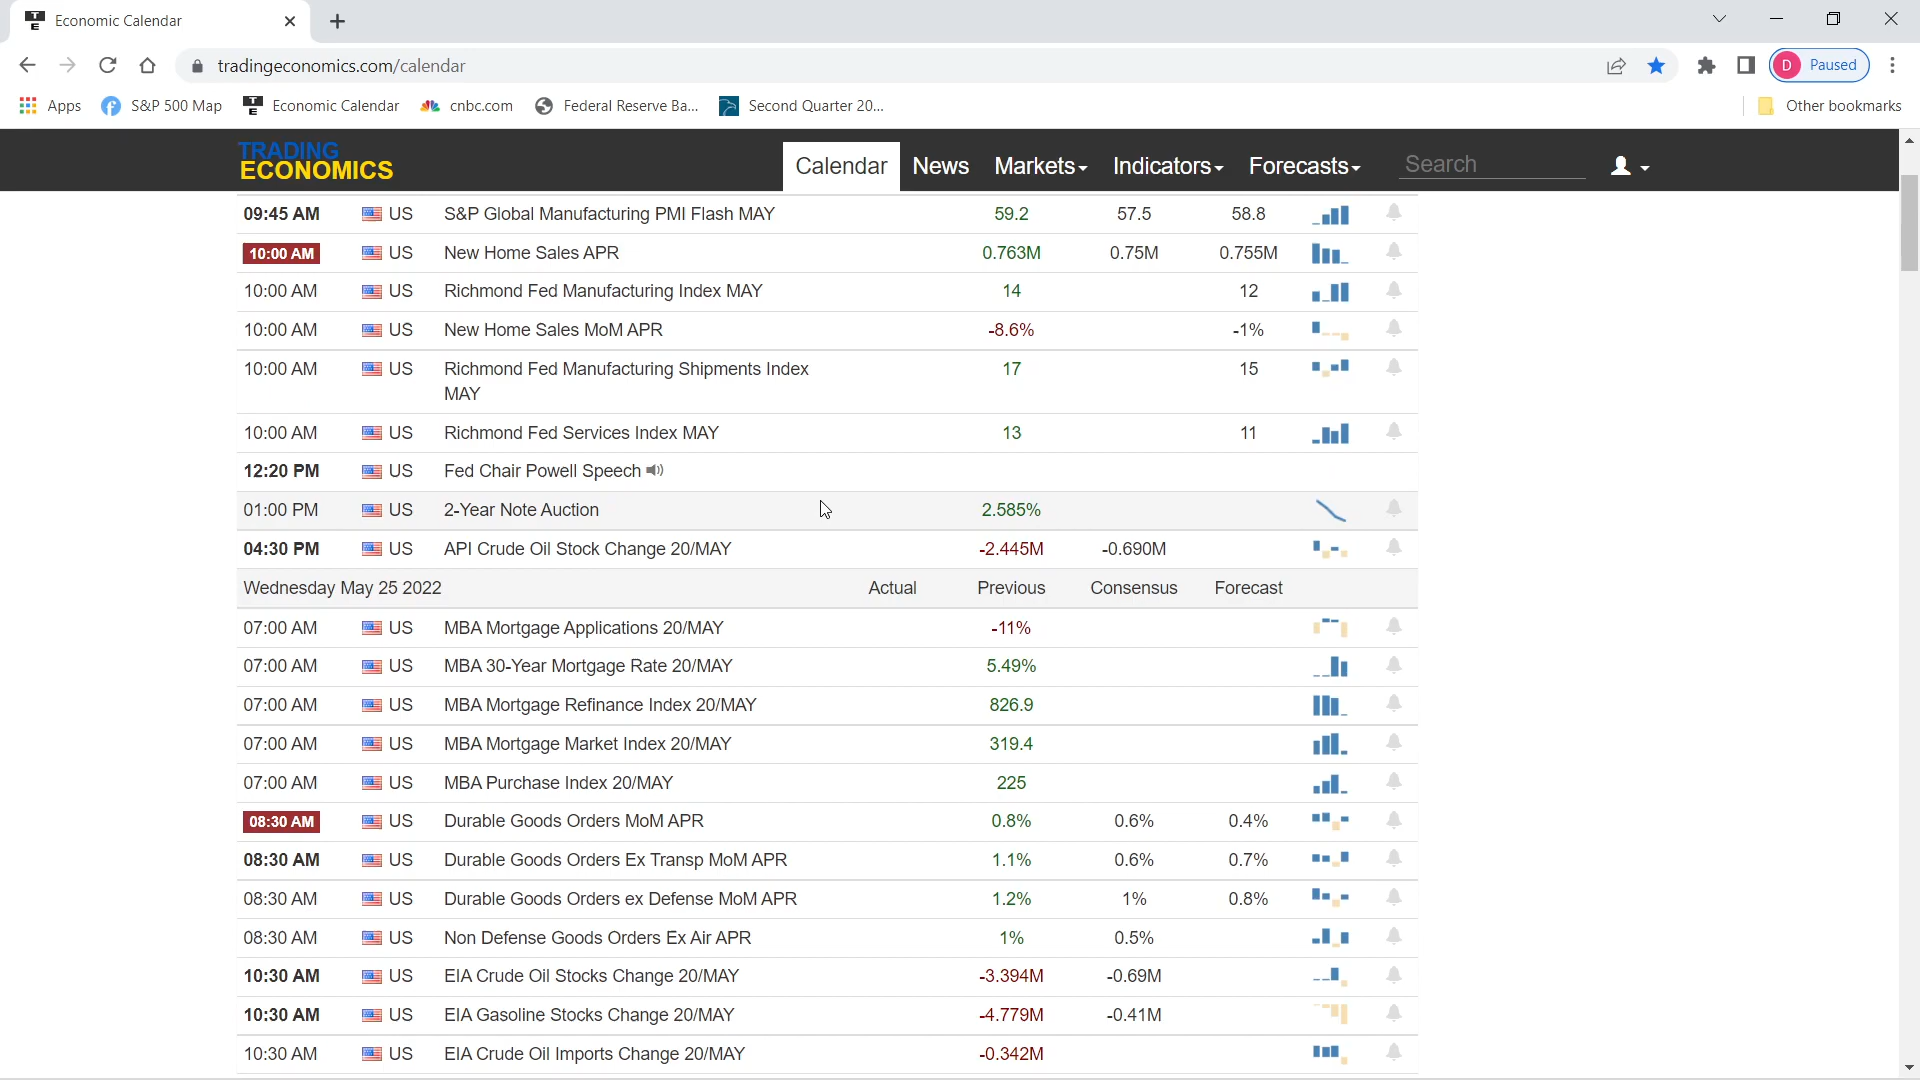 Economic Calendar
tradingeconomics.com/calendar
D Paused
Apps S&P 500 Map Economic Calendar cnbc.com Federal Reserve Ba... Second Quarter 20... Other bookmarks
TRADING
ECONOMICS
Calendar News Markets Indicators Forecasts Search
09:45 AM US S&P Global Manufacturing PMI Flash MAY 59.2 57.5 58.8
10:00 AM US New Home Sales APR 0.763M 0.75M 0.755M
10:00 AM US Richmond Fed Manufacturing Index MAY 14 12
10:00 AM US New Home Sales MoM APR -8.6% -1%
10:00 AM US Richmond Fed Manufacturing Shipments Index 17 15
MAY
10:00 AM US Richmond Fed Services Index MAY 13 11
12:20 PM US Fed Chair Powell Speech
01:00 PM US 2-Year Note Auction 2.585%
04:30 PM US API Crude Oil Stock Change 20/MAY -2.445M -0.690M
Wednesday May 25 2022 Actual Previous Consensus Forecast
07:00 AM US MBA Mortgage Applications 20/MAY -11%
07:00 AM US MBA 30-Year Mortgage Rate 20/MAY 5.49%
07:00 AM US MBA Mortgage Refinance Index 20/MAY 826.9
07:00 AM US MBA Mortgage Market Index 20/MAY 319.4
07:00 AM US MBA Purchase Index 20/MAY 225
08:30 AM US Durable Goods Orders MoM APR 0.8% 0.6% 0.4%
08:30 AM US Durable Goods Orders Ex Transp MoM APR 1.1% 0.6% 0.7%
08:30 AM US Durable Goods Orders ex Defense MoM APR 1.2% 1% 0.8%
08:30 AM US Non Defense Goods Orders Ex Air APR 1% 0.5%
10:30 AM US EIA Crude Oil Stocks Change 20/MAY -3.394M -0.69M
10:30 AM US EIA Gasoline Stocks Change 20/MAY -4.779M -0.41M
10:30 AM US EIA Crude Oil Imports Change 20/MAY -0.342M